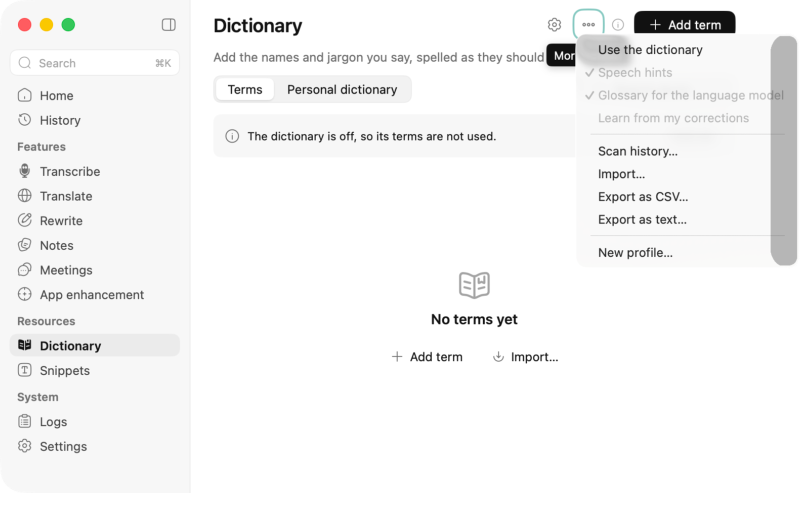 Dictionary
Add term
Search ⌘K
Add the names and jargon you say, spelled as they should
Use the dictionary
Speech hints
Glossary for the language model
Learn from my corrections
Scan history...
Import...
Export as CSV...
Export as text...
New profile...
Home
History
Features
Transcribe
Translate
Rewrite
Notes
Meetings
App enhancement
Resources
Dictionary
Snippets
System
Logs
Settings
Terms Personal dictionary
The dictionary is off, so its terms are not used.
No terms yet
Add term Import...